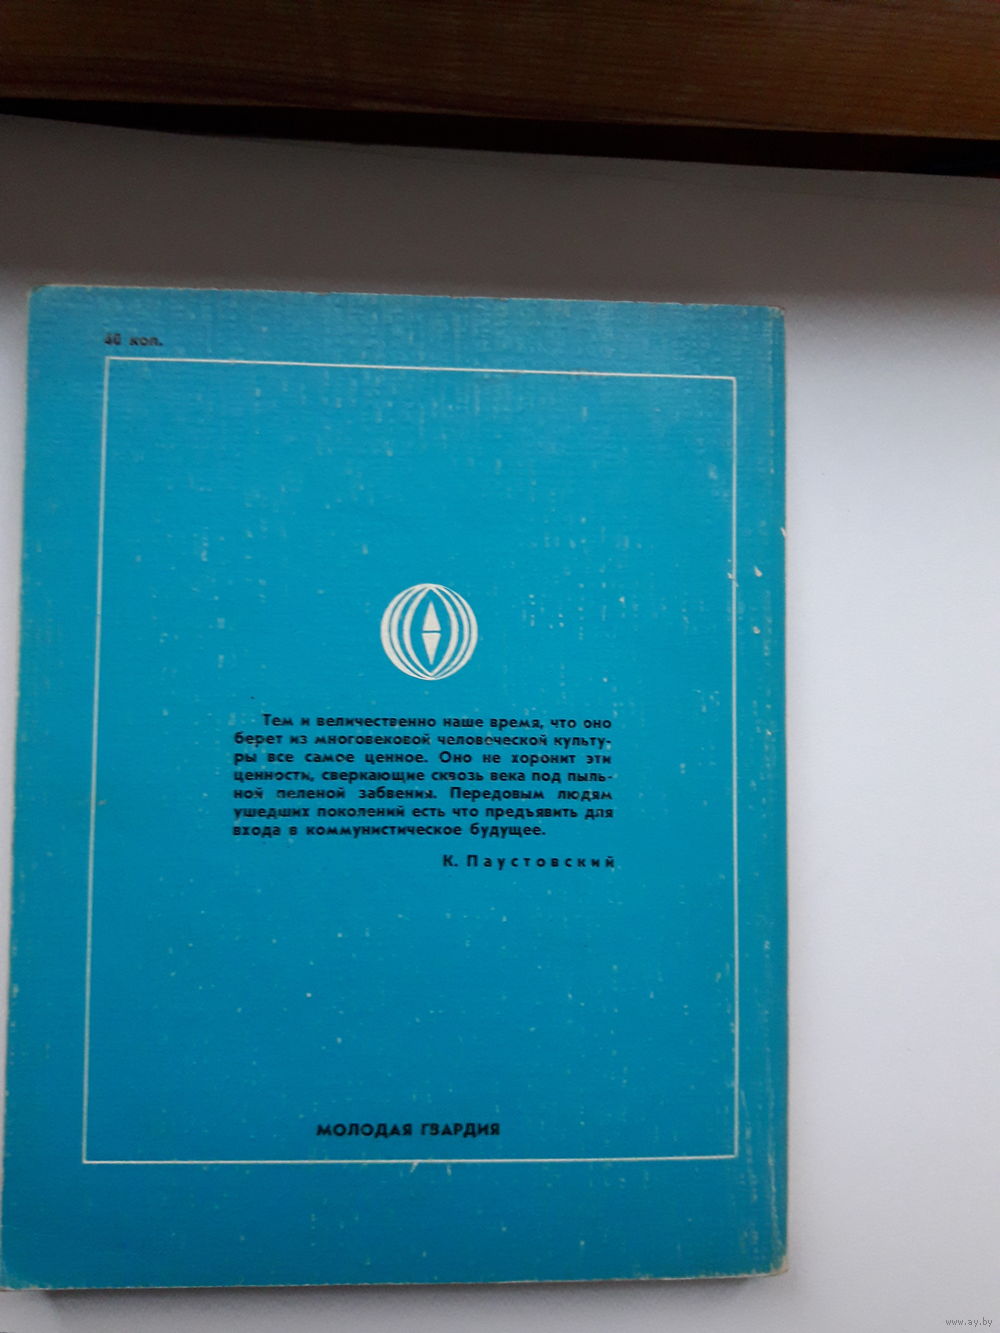 40 коп.
Тем и величественно наше время, что оно
берет из многовековой человеческой культу-
ры все самое ценное. Оно не хоронит эти
ценности, сверкающие сквозь века под пыль-
ной пеленой забвения. Передовым людям
ушедших поколений есть что предъявить для
входа в коммунистическое будущее.
К. Паустовский
МОЛОДАЯ ГВАРДИЯ
www.ay.by